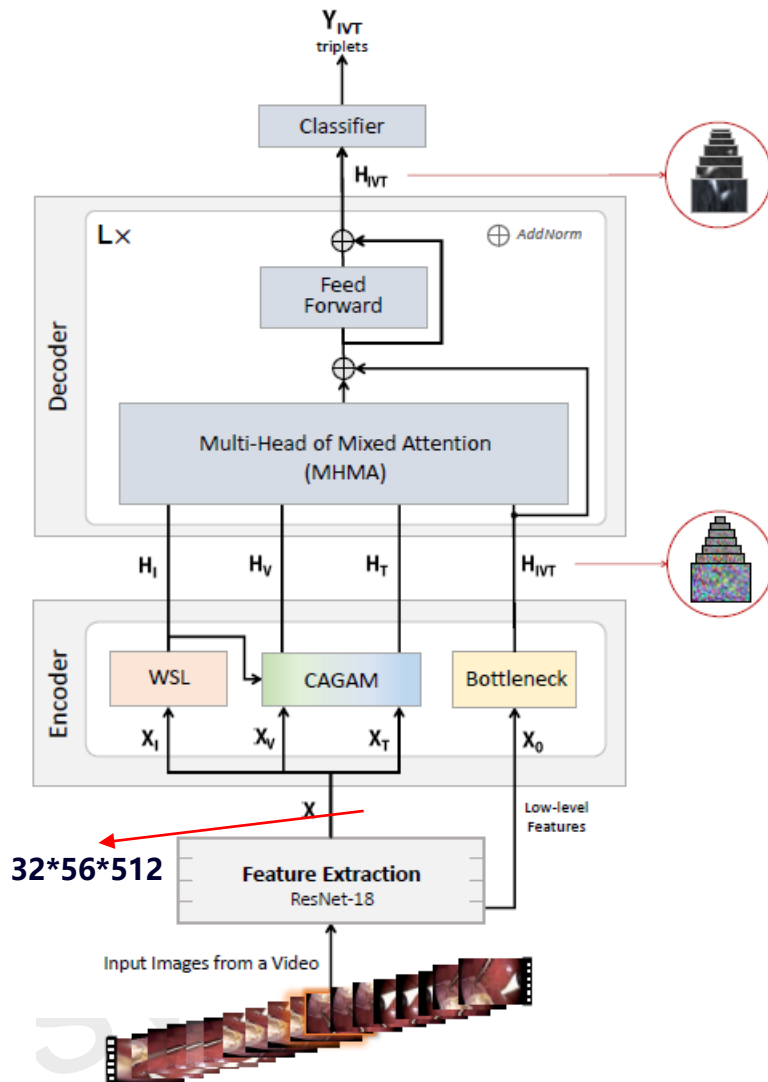 Y_IVT
triplets
Classifier
H_IVT
L×
⊕ AddNorm
Feed
Forward
Decoder
Multi-Head of Mixed Attention
(MHMA)
H_I
H_V
H_T
H_IVT
Encoder
WSL
CAGAM
Bottleneck
X_I
X_V
X_T
X_0
X
Low-level
Features
32*56*512
Feature Extraction
ResNet-18
Input Images from a Video